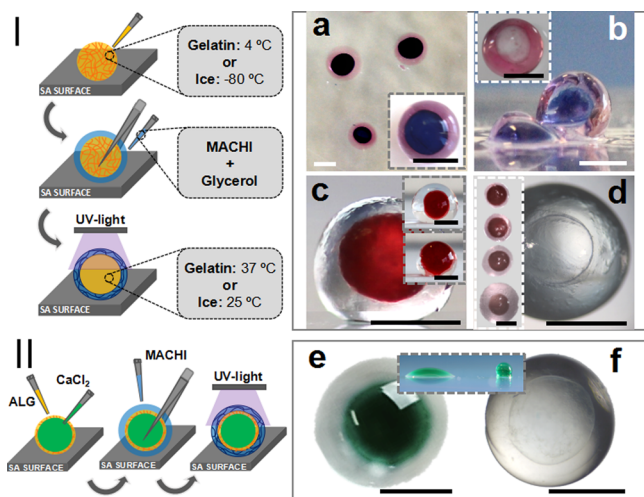 I
Gelatin: 4 ºC
or
Ice: -80 ºC
SA SURFACE
MACHI
+
Glycerol
SA SURFACE
UV-light
Gelatin: 37 ºC
or
Ice: 25 ºC
SA SURFACE
II
ALG
CaCl2
MACHI
UV-light
SA SURFACE
SA SURFACE
SA SURFACE
a
b
c
d
e
f